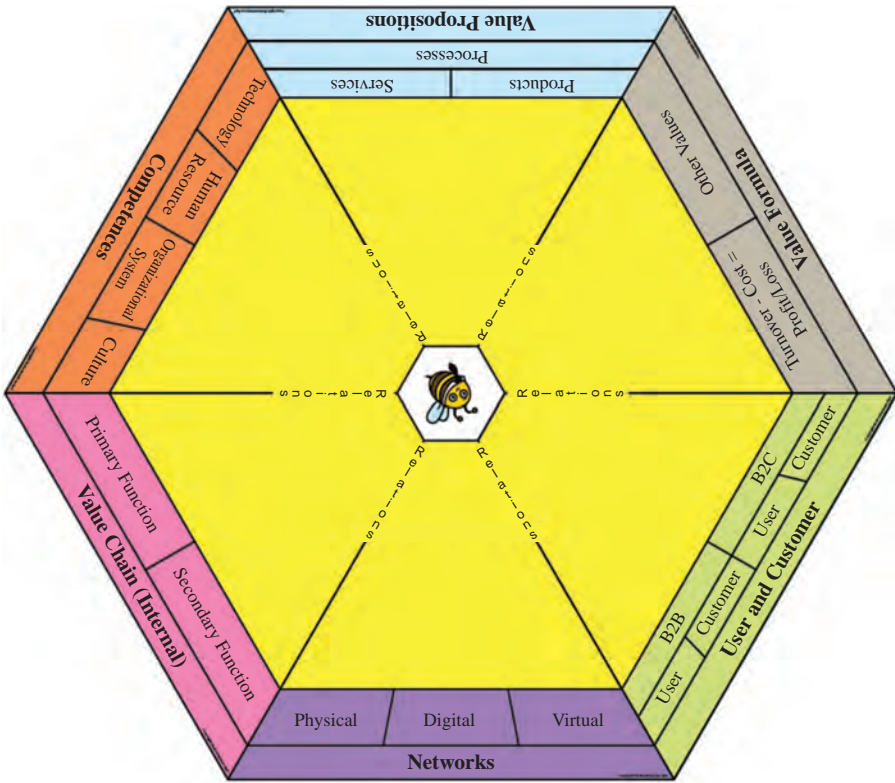 Value Propositions
Processes
Products
Services
Value Formula
Other Values
Turnover - Cost =
Profit/Loss
User and Customer
Customer
User
Customer
User
B2C
B2B
Networks
Physical
Digital
Virtual
Value Chain (Internal)
Primary Function
Secondary Function
Competences
Technology
Human
Resource
Organizational
System
Culture
Relations
Relations
Relations
Relations
Relations
Relations